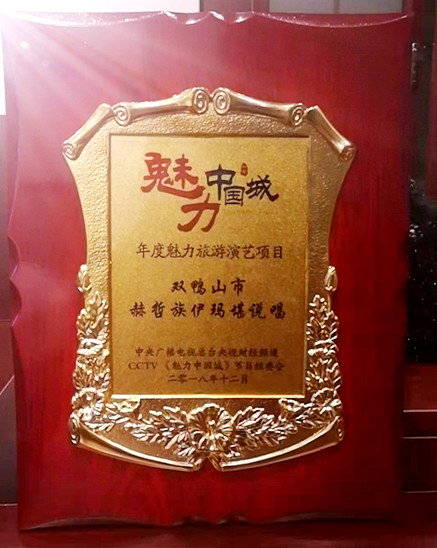 魅力中国城
年度魅力旅游演艺项目
双鸭山市
赫哲族伊玛堪说唱
中央广播电视总台央视财经频道
CCTV《魅力中国城》节目组委会
二〇一八年十二月